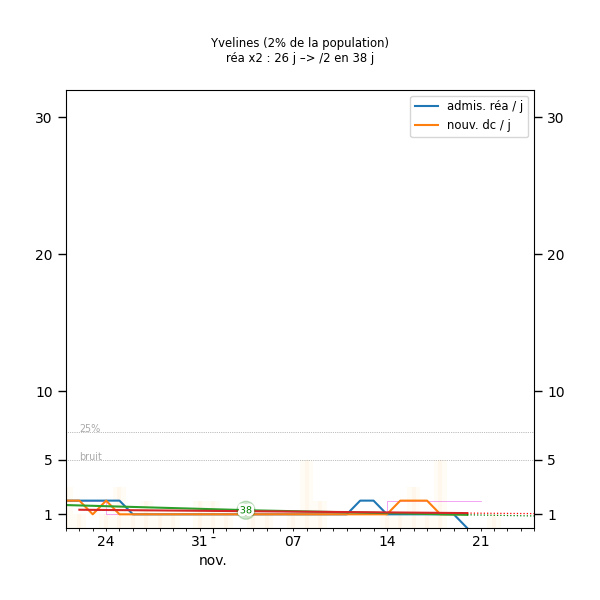 Yvelines (2% de la population)
réa x2 : 26 j –> /2 en 38 j
admis. réa / j
nouv. dc / j
30 30
20 20
10 10
25%
5 bruit 5
1 38 1
24 31 07 14 21
nov.